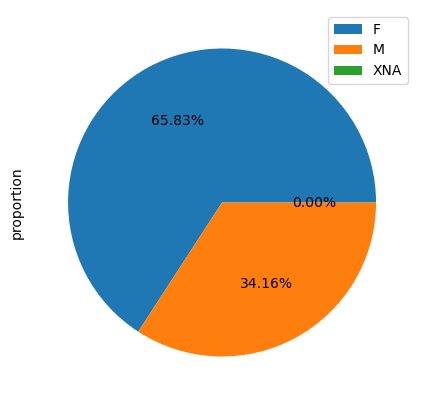 F
M
XNA
65.83%
0.00%
34.16%
proportion